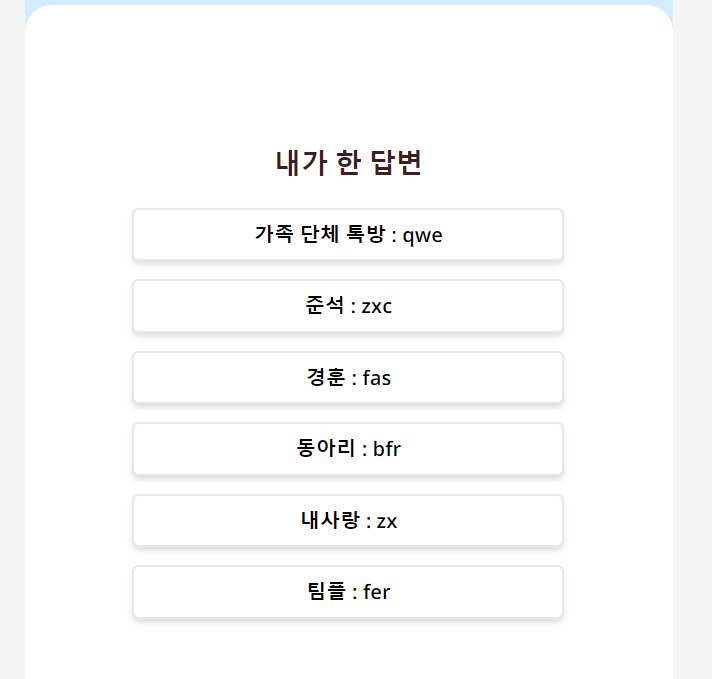 내가 한 답변
가족 단체 톡방 : qwe
준석 : zxc
경훈 : fas
동아리 : bfr
내사랑 : zx
팀플 : fer